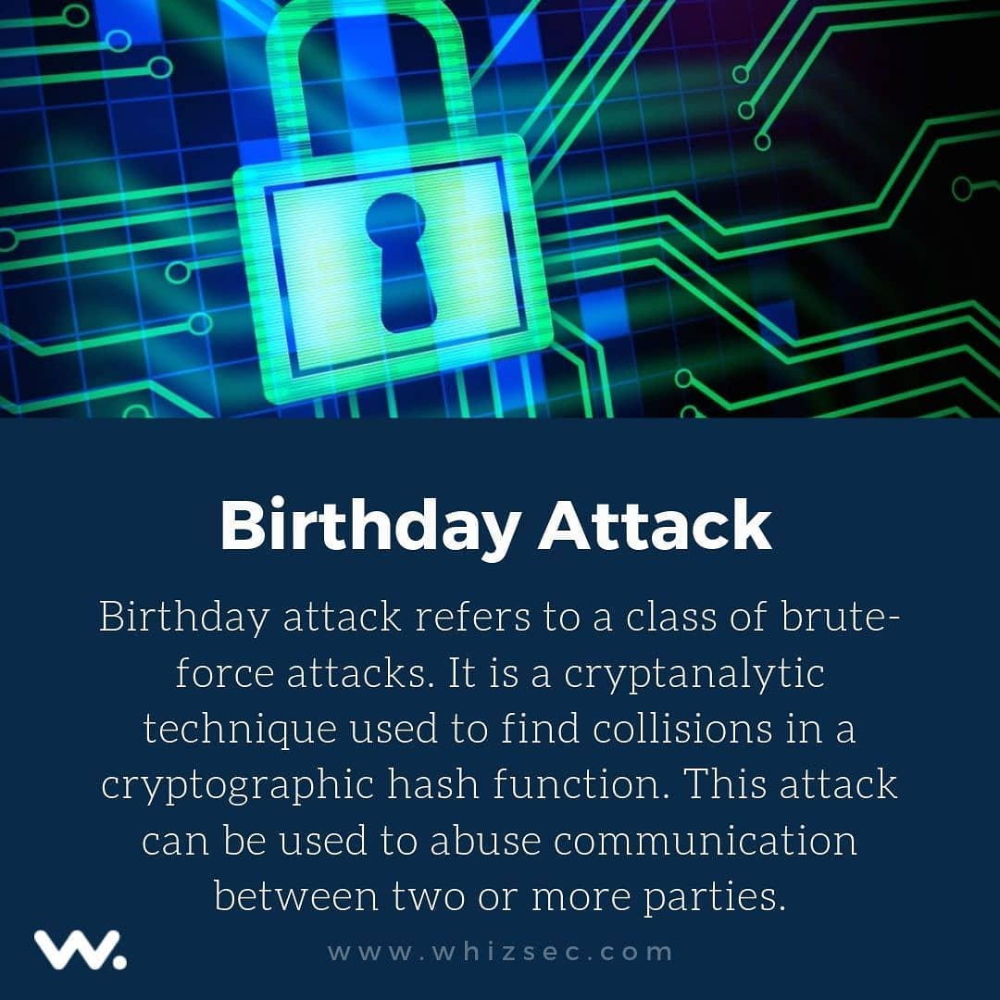 Birthday Attack
Birthday attack refers to a class of brute-
force attacks. It is a cryptanalytic
technique used to find collisions in a
cryptographic hash function. This attack
can be used to abuse communication
between two or more parties.
W.
www.whizsec.com